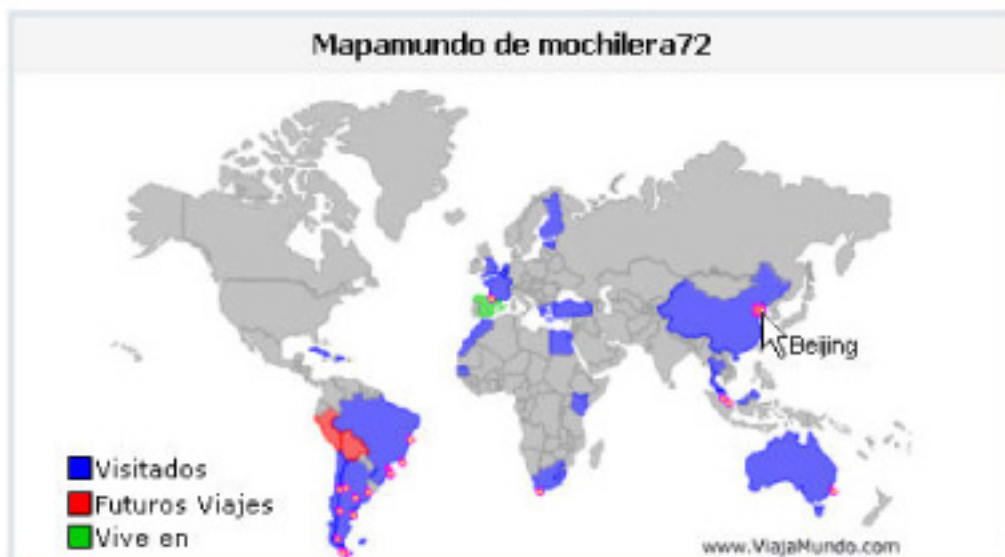 Mapamundo de mochilera72
Beijing
Visitados
Futuros Viajes
Vive en
www.ViajaMundo.com